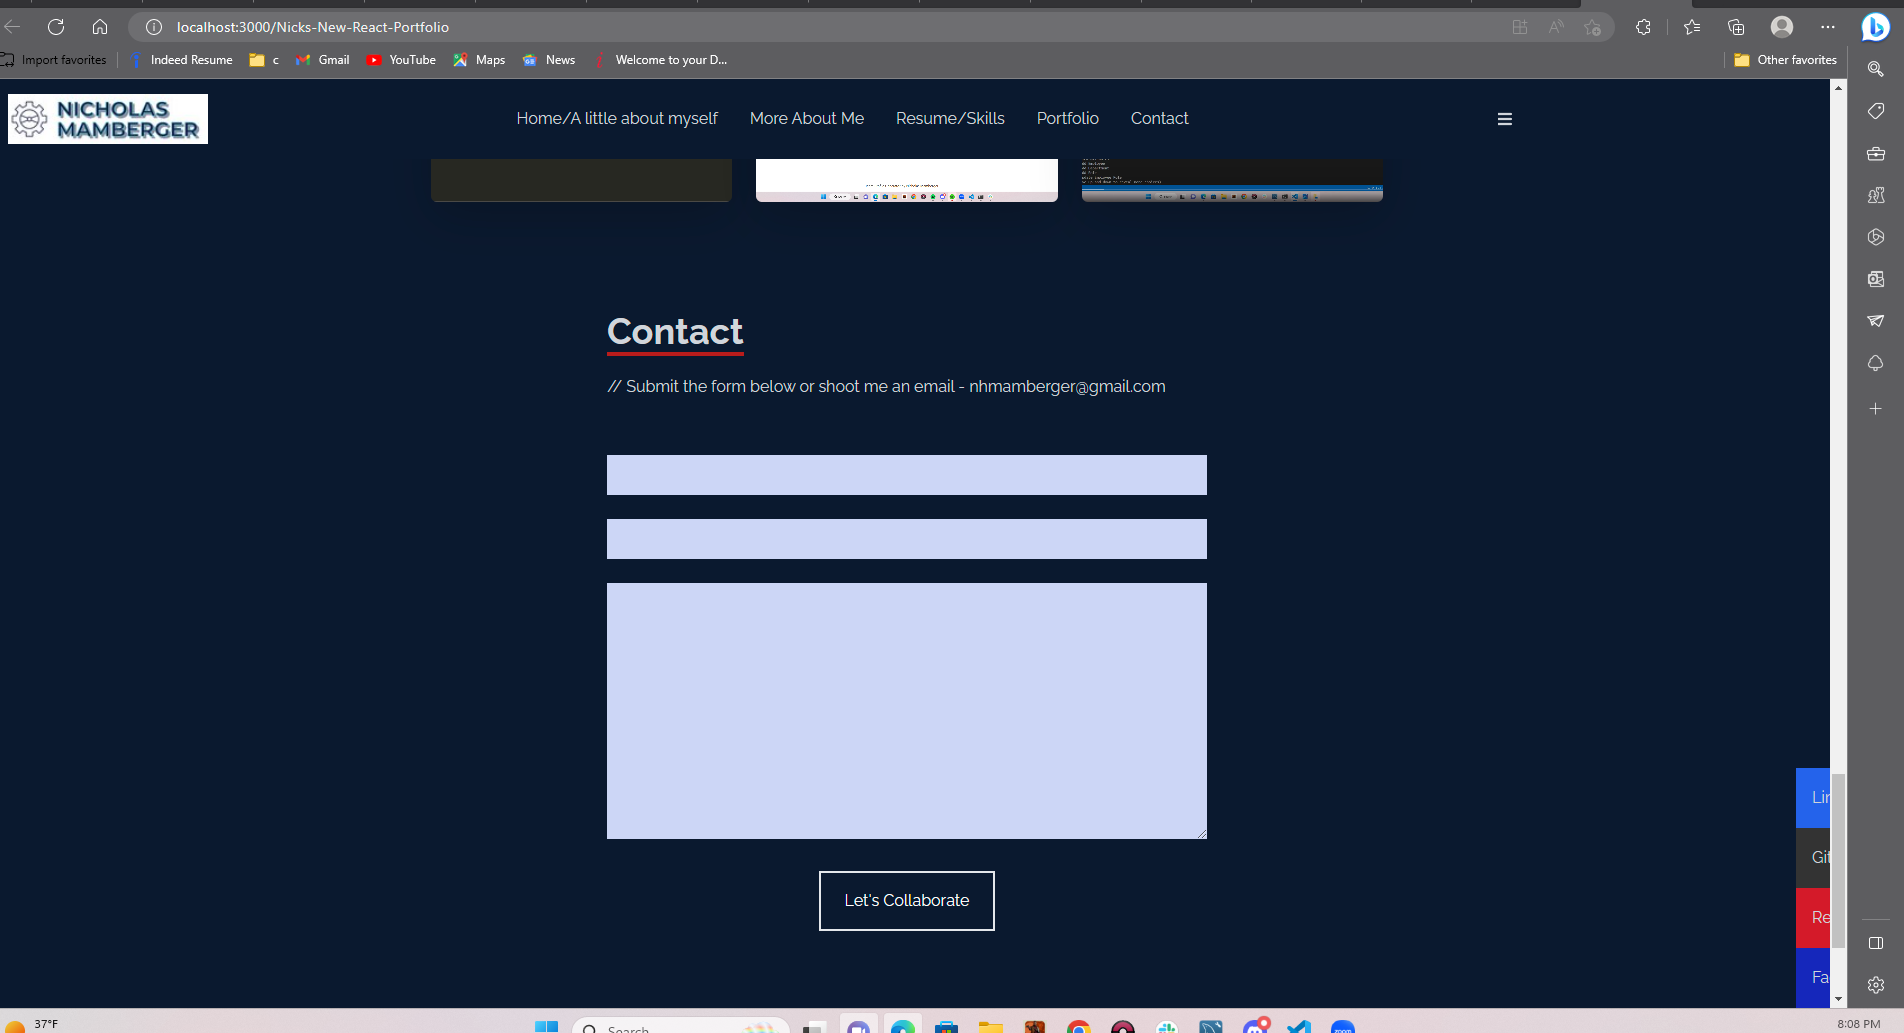 localhost:3000/Nicks-New-React-Portfolio
Import favorites
Indeed Resume
c
Gmail
YouTube
Maps
News
Welcome to your D...
Other favorites
NICHOLAS
MAMBERGER
Home/A little about myself
More About Me
Resume/Skills
Portfolio
Contact
Contact
// Submit the form below or shoot me an email - nhmamberger@gmail.com
Let's Collaborate
Lin
Git
Re
Fa
37°F
Search
zoom
8:08 PM